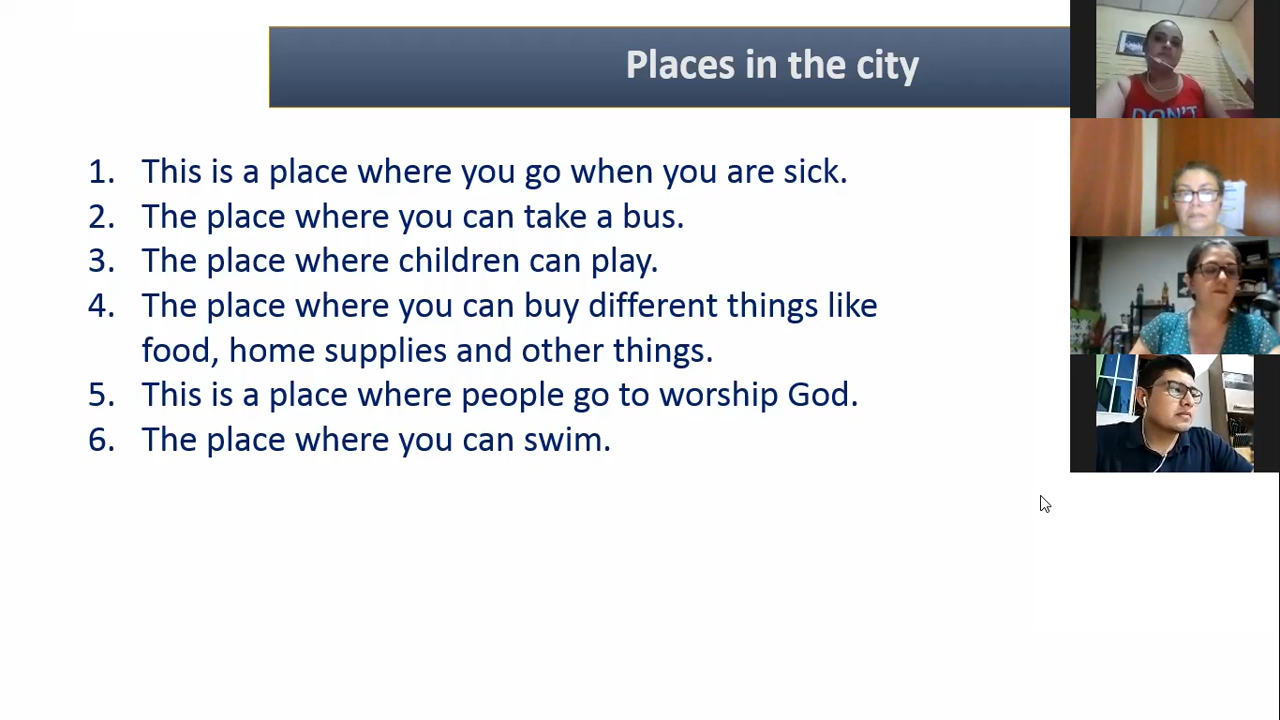 Places in the city
1. This is a place where you go when you are sick.
2. The place where you can take a bus.
3. The place where children can play.
4. The place where you can buy different things like
food, home supplies and other things.
5. This is a place where people go to worship God.
6. The place where you can swim.
DON'T